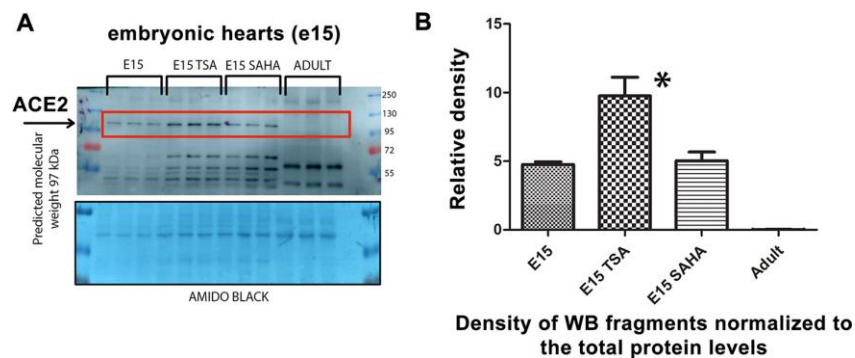 A
embryonic hearts (e15)
E15
E15 TSA
E15 SAHA
ADULT
ACE2
Predicted molecular
weight 97 kDa
250
130
95
72
55
AMIDO BLACK
B
Relative density
15
10
5
0
*
E15
E15 TSA
E15 SAHA
Adult
Density of WB fragments normalized to
the total protein levels